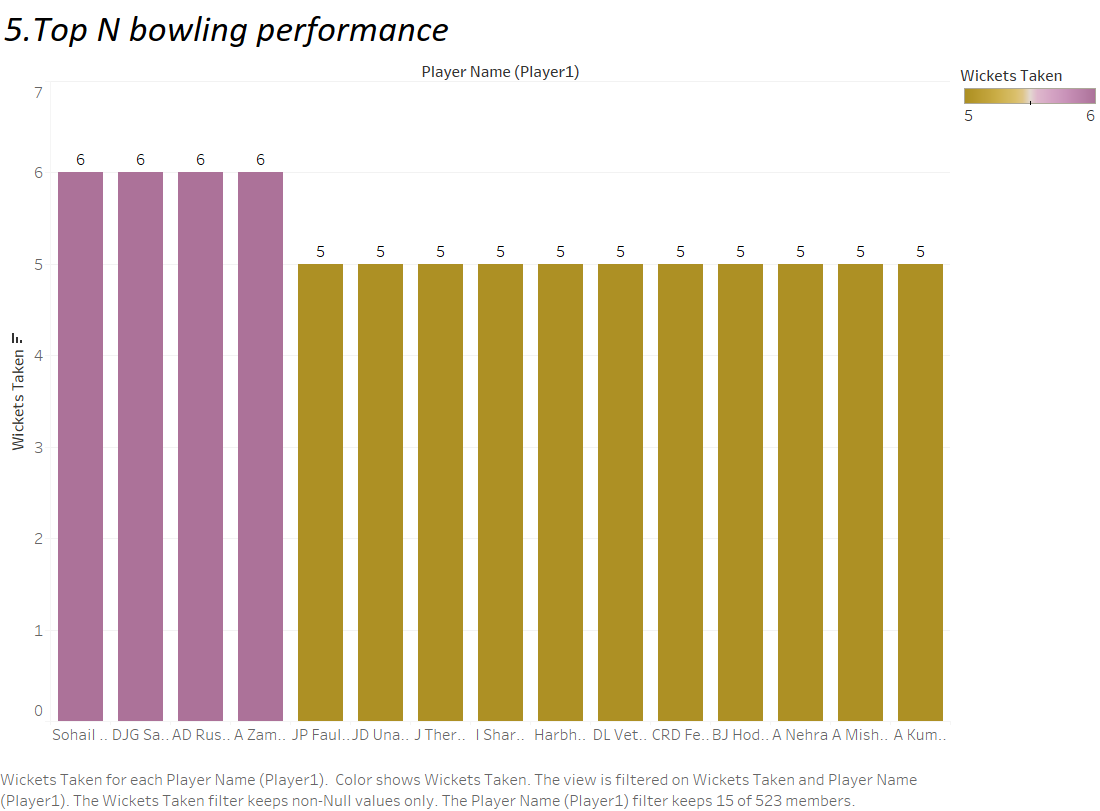 5.Top N bowling performance
Player Name (Player1)
Wickets Taken
5 6
7
6
5
4
3
2
1
0
Wickets Taken
6 6 6 6 5 5 5 5 5 5 5 5 5 5 5
Sohail .. DJG Sa.. AD Rus.. A Zam.. JP Faul.. JD Una.. J Ther.. I Shar.. Harbh.. DL Vet.. CRD Fe.. BJ Hod.. A Nehra A Mish.. A Kum..
Wickets Taken for each Player Name (Player1).  Color shows Wickets Taken. The view is filtered on Wickets Taken and Player Name
(Player1). The Wickets Taken filter keeps non-Null values only. The Player Name (Player1) filter keeps 15 of 523 members.